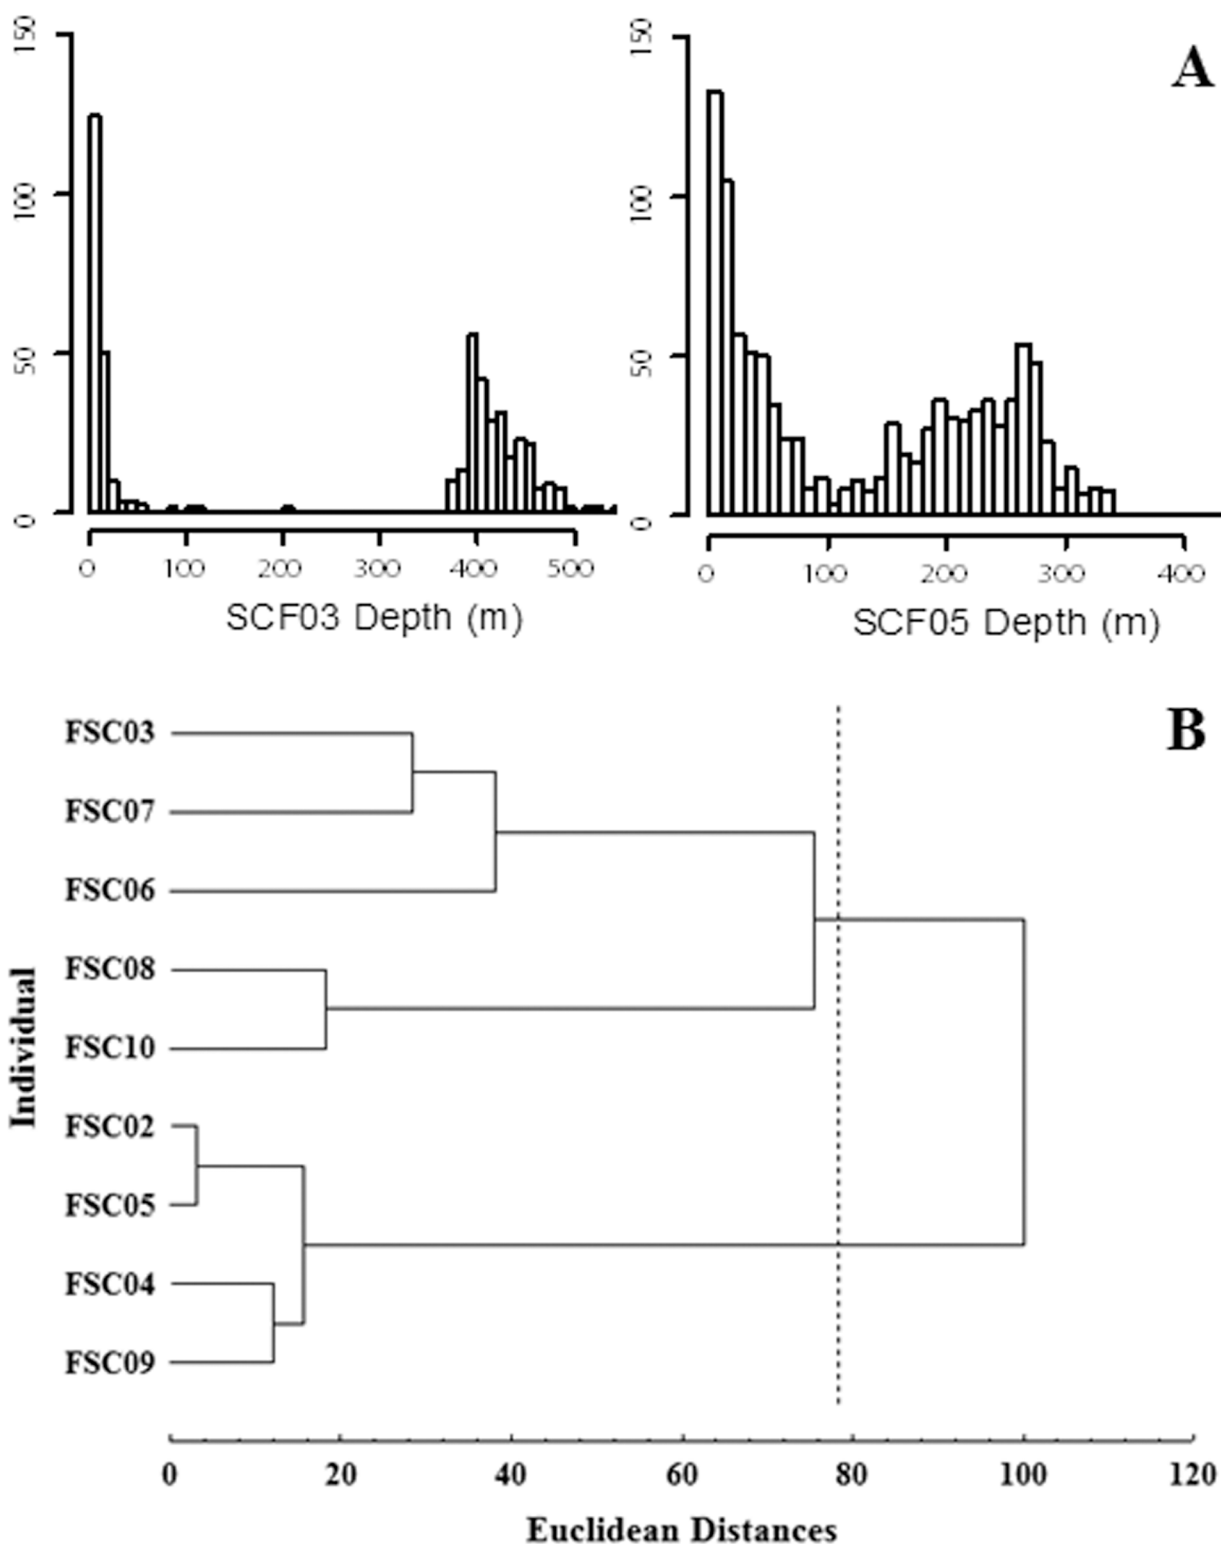 150
100
50
0
0 100 200 300 400 500
SCF03 Depth (m)
150
100
50
0
0 100 200 300 400
SCF05 Depth (m)
A
B
Individual
FSC03
FSC07
FSC06
FSC08
FSC10
FSC02
FSC05
FSC04
FSC09
0 20 40 60 80 100 120
Euclidean Distances